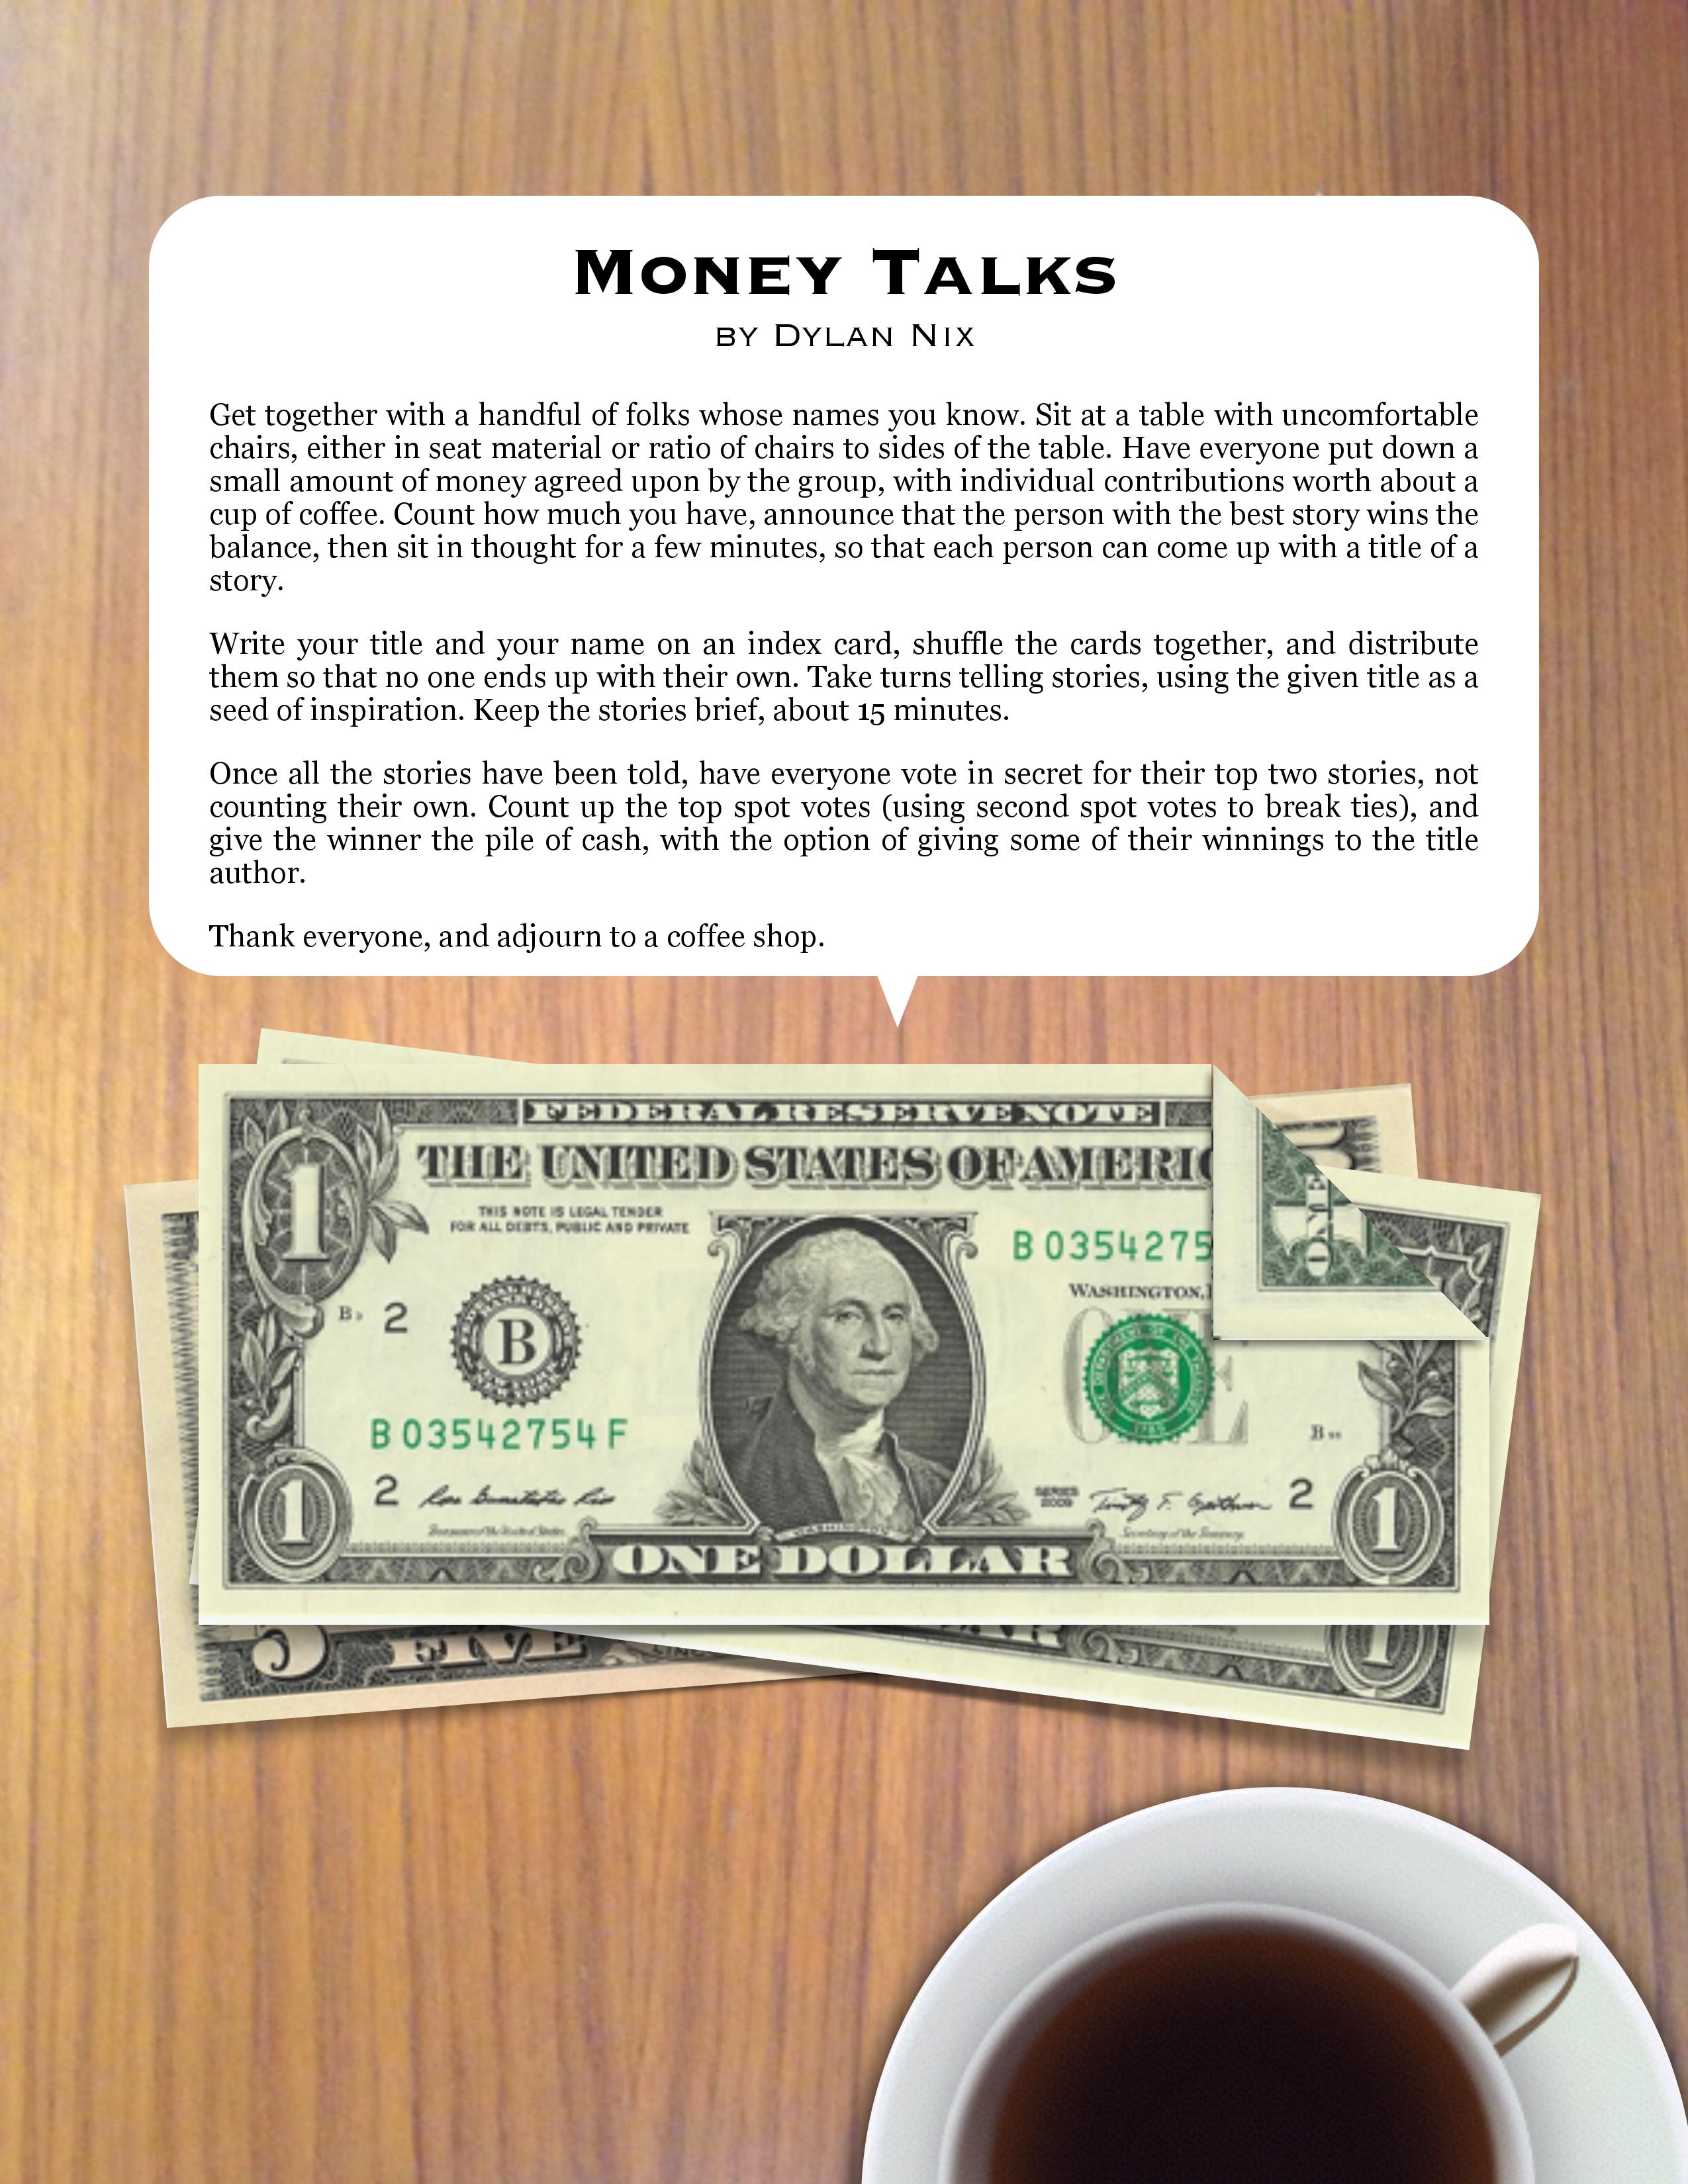 MONEY TALKS
BY DYLAN NIX
Get together with a handful of folks whose names you know. Sit at a table with uncomfortable
chairs, either in seat material or ratio of chairs to sides of the table. Have everyone put down a
small amount of money agreed upon by the group, with individual contributions worth about a
cup of coffee. Count how much you have, announce that the person with the best story wins the
balance, then sit in thought for a few minutes, so that each person can come up with a title of a
story.
Write your title and your name on an index card, shuffle the cards together, and distribute
them so that no one ends up with their own. Take turns telling stories, using the given title as a
seed of inspiration. Keep the stories brief, about 15 minutes.
Once all the stories have been told, have everyone vote in secret for their top two stories, not
counting their own. Count up the top spot votes (using second spot votes to break ties), and
give the winner the pile of cash, with the option of giving some of their winnings to the title
author.
Thank everyone, and adjourn to a coffee shop.
FEDERAL RESERVE NOTE
1 THE UNITED STATES OF AMERIC
THIS NOTE IS LEGAL TENDER
FOR ALL DEBTS, PUBLIC AND PRIVATE
ONE
B 0354275
WASHINGTON,
2
B
B 03542754 F
2
SERIES
2009
2
Secretary of the Treasury
WASHINGTON
1 ONE DOLLAR 1
5 FIVE
1